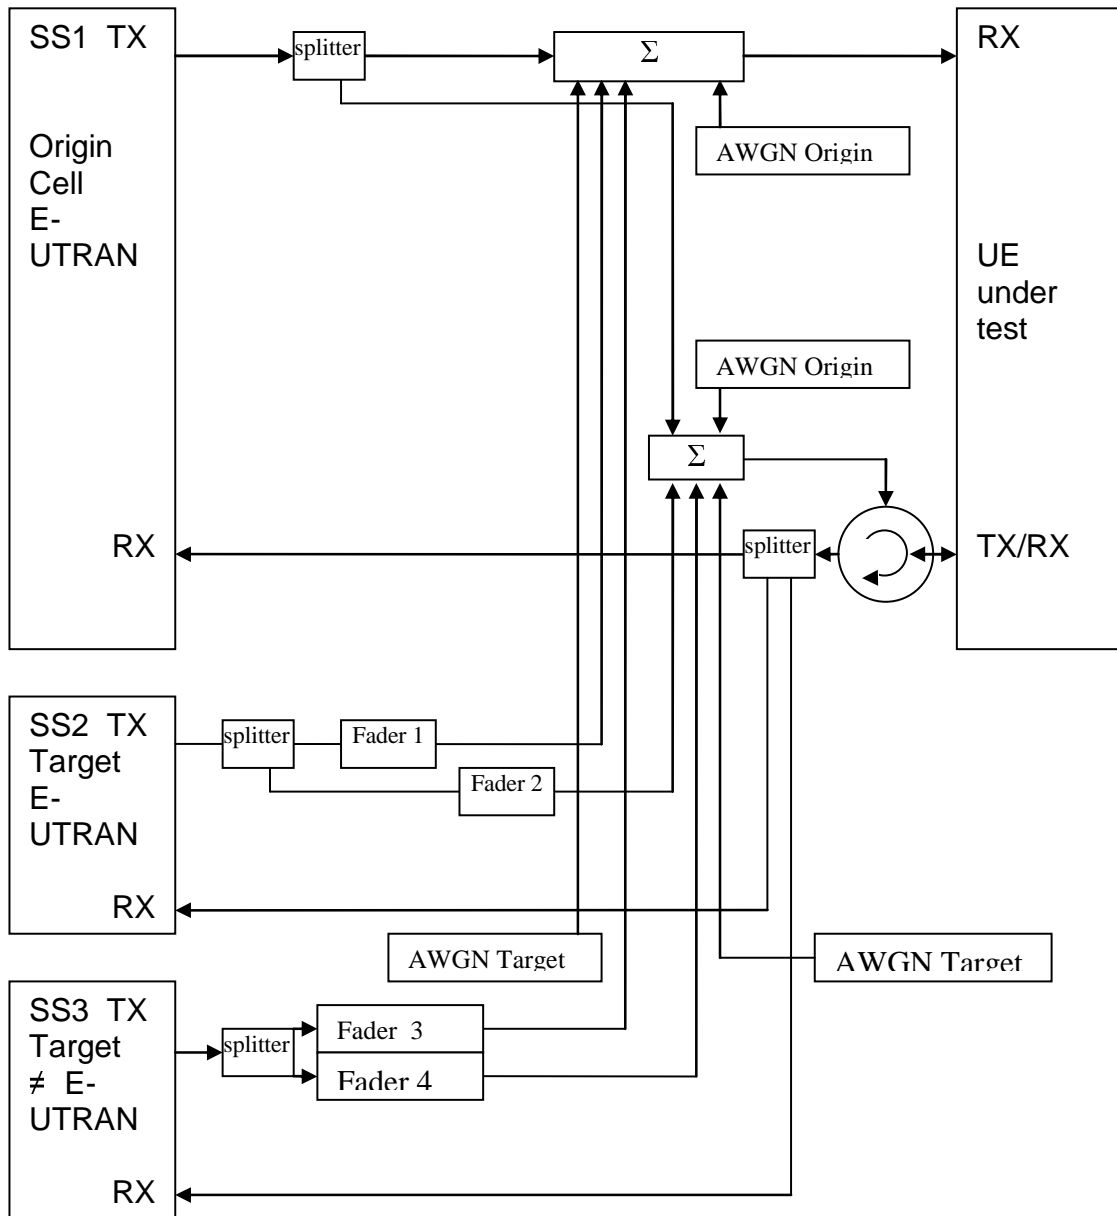 SS1 TX
Origin
Cell
E-
UTRAN
RX
splitter
Σ
AWGN Origin
RX
UE
under
test
TX/RX
AWGN Origin
Σ
splitter
SS2 TX
Target
E-
UTRAN
RX
splitter
Fader 1
Fader 2
AWGN Target
AWGN Target
SS3 TX
Target
≠ E-
UTRAN
RX
splitter
Fader 3
Fader 4